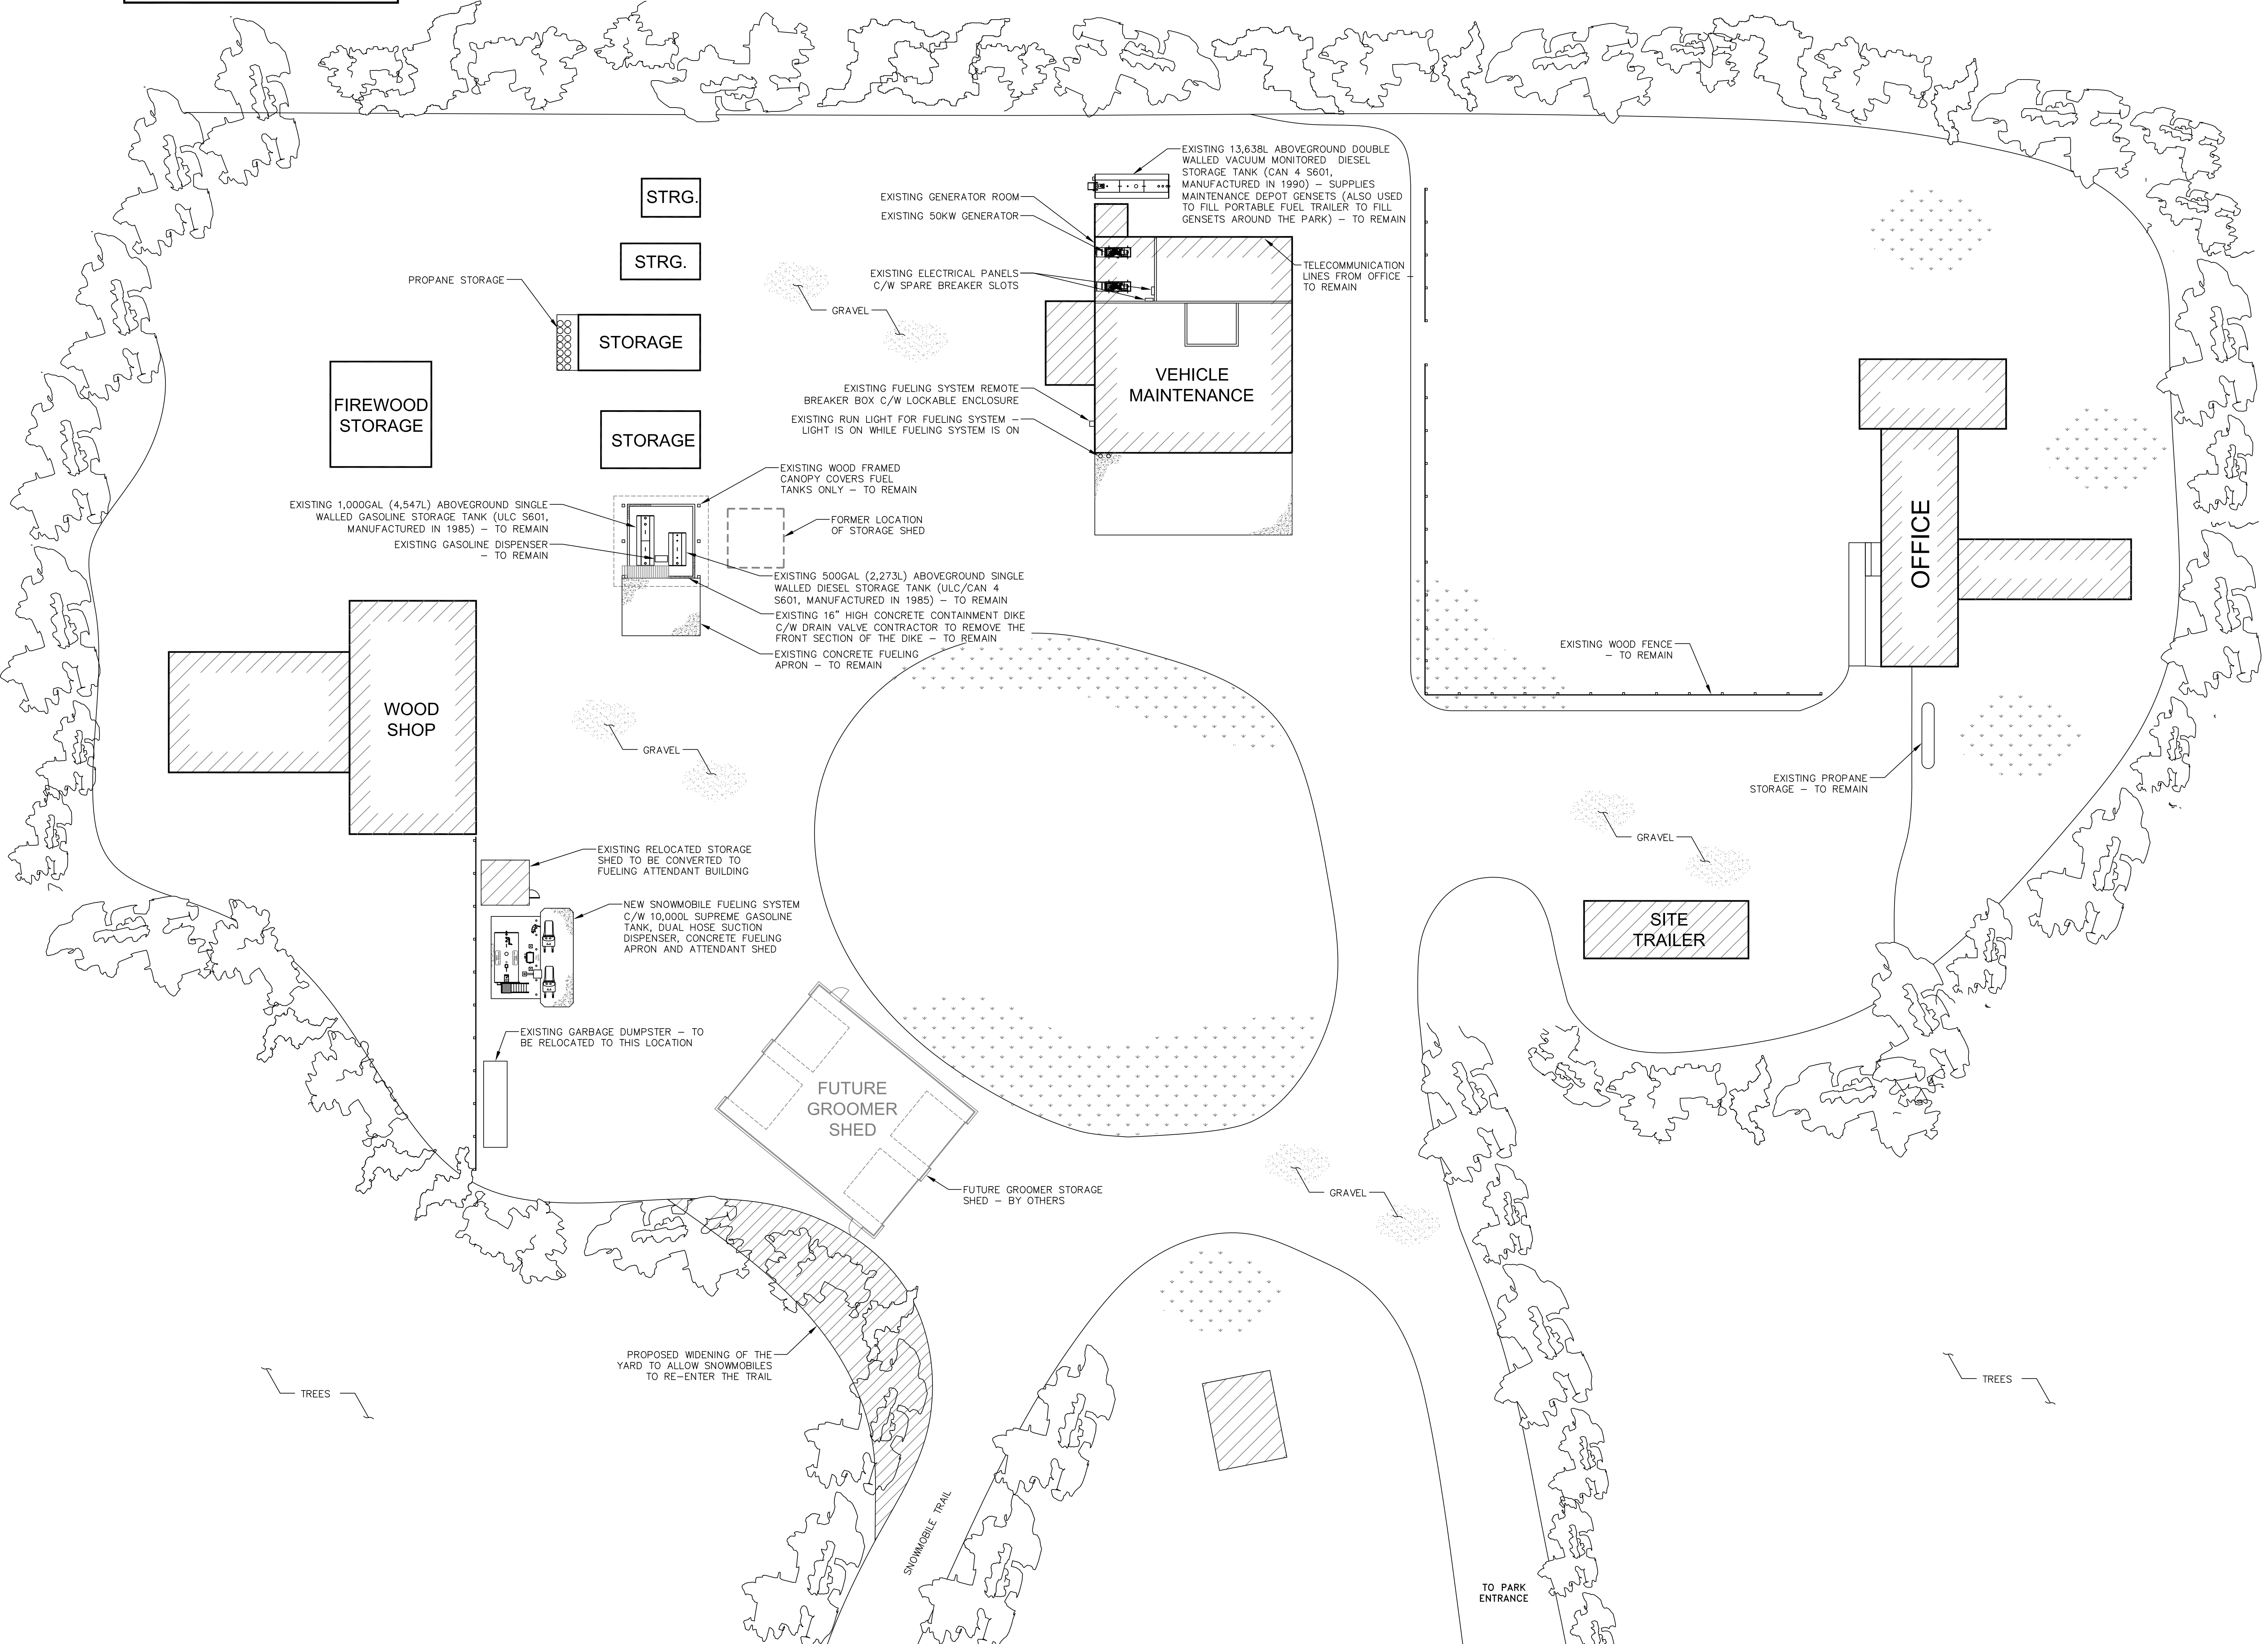 EXISTING 13,638L ABOVEGROUND DOUBLE
WALLED VACUUM MONITORED DIESEL
STORAGE TANK (CAN 4 S601,
MANUFACTURED IN 1990) – SUPPLIES
MAINTENANCE DEPOT GENSETS (ALSO USED
TO FILL PORTABLE FUEL TRAILER TO FILL
GENSETS AROUND THE PARK) – TO REMAIN
STRG.
EXISTING GENERATOR ROOM
EXISTING 50KW GENERATOR
STRG.
PROPANE STORAGE
EXISTING ELECTRICAL PANELS
C/W SPARE BREAKER SLOTS
TELECOMMUNICATION
LINES FROM OFFICE –
TO REMAIN
GRAVEL
STORAGE
VEHICLE
MAINTENANCE
EXISTING FUELING SYSTEM REMOTE
BREAKER BOX C/W LOCKABLE ENCLOSURE
FIREWOOD
STORAGE
EXISTING RUN LIGHT FOR FUELING SYSTEM –
LIGHT IS ON WHILE FUELING SYSTEM IS ON
STORAGE
EXISTING WOOD FRAMED
CANOPY COVERS FUEL
TANKS ONLY – TO REMAIN
EXISTING 1,000GAL (4,547L) ABOVEGROUND SINGLE
WALLED GASOLINE STORAGE TANK (ULC S601,
MANUFACTURED IN 1985) – TO REMAIN
FORMER LOCATION
OF STORAGE SHED
EXISTING GASOLINE DISPENSER
– TO REMAIN
OFFICE
EXISTING 500GAL (2,273L) ABOVEGROUND SINGLE
WALLED DIESEL STORAGE TANK (ULC/CAN 4
S601, MANUFACTURED IN 1985) – TO REMAIN
EXISTING 16" HIGH CONCRETE CONTAINMENT DIKE
C/W DRAIN VALVE CONTRACTOR TO REMOVE THE
FRONT SECTION OF THE DIKE – TO REMAIN
EXISTING CONCRETE FUELING
APRON – TO REMAIN
EXISTING WOOD FENCE
– TO REMAIN
WOOD
SHOP
GRAVEL
EXISTING PROPANE
STORAGE – TO REMAIN
GRAVEL
EXISTING RELOCATED STORAGE
SHED TO BE CONVERTED TO
FUELING ATTENDANT BUILDING
NEW SNOWMOBILE FUELING SYSTEM
C/W 10,000L SUPREME GASOLINE
TANK, DUAL HOSE SUCTION
DISPENSER, CONCRETE FUELING
APRON AND ATTENDANT SHED
SITE
TRAILER
EXISTING GARBAGE DUMPSTER – TO
BE RELOCATED TO THIS LOCATION
FUTURE
GROOMER
SHED
FUTURE GROOMER STORAGE
SHED – BY OTHERS
GRAVEL
PROPOSED WIDENING OF THE
YARD TO ALLOW SNOWMOBILES
TO RE-ENTER THE TRAIL
TREES
TREES
SNOWMOBILE TRAIL
TO PARK
ENTRANCE